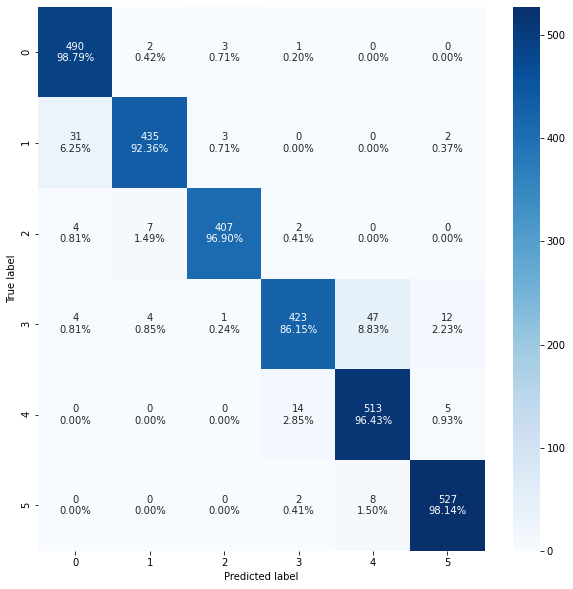 0
490 2 3 1 0 0
98.79% 0.42% 0.71% 0.20% 0.00% 0.00%
1
31 435 3 0 0 2
6.25% 92.36% 0.71% 0.00% 0.00% 0.37%
2
4 7 407 2 0 0
0.81% 1.49% 96.90% 0.41% 0.00% 0.00%
True label
3
4 4 1 423 47 12
0.81% 0.85% 0.24% 86.15% 8.83% 2.23%
4
0 0 0 14 513 5
0.00% 0.00% 0.00% 2.85% 96.43% 0.93%
5
0 0 0 2 8 527
0.00% 0.00% 0.00% 0.41% 1.50% 98.14%
0 1 2 3 4 5
Predicted label
500
400
300
200
100
0